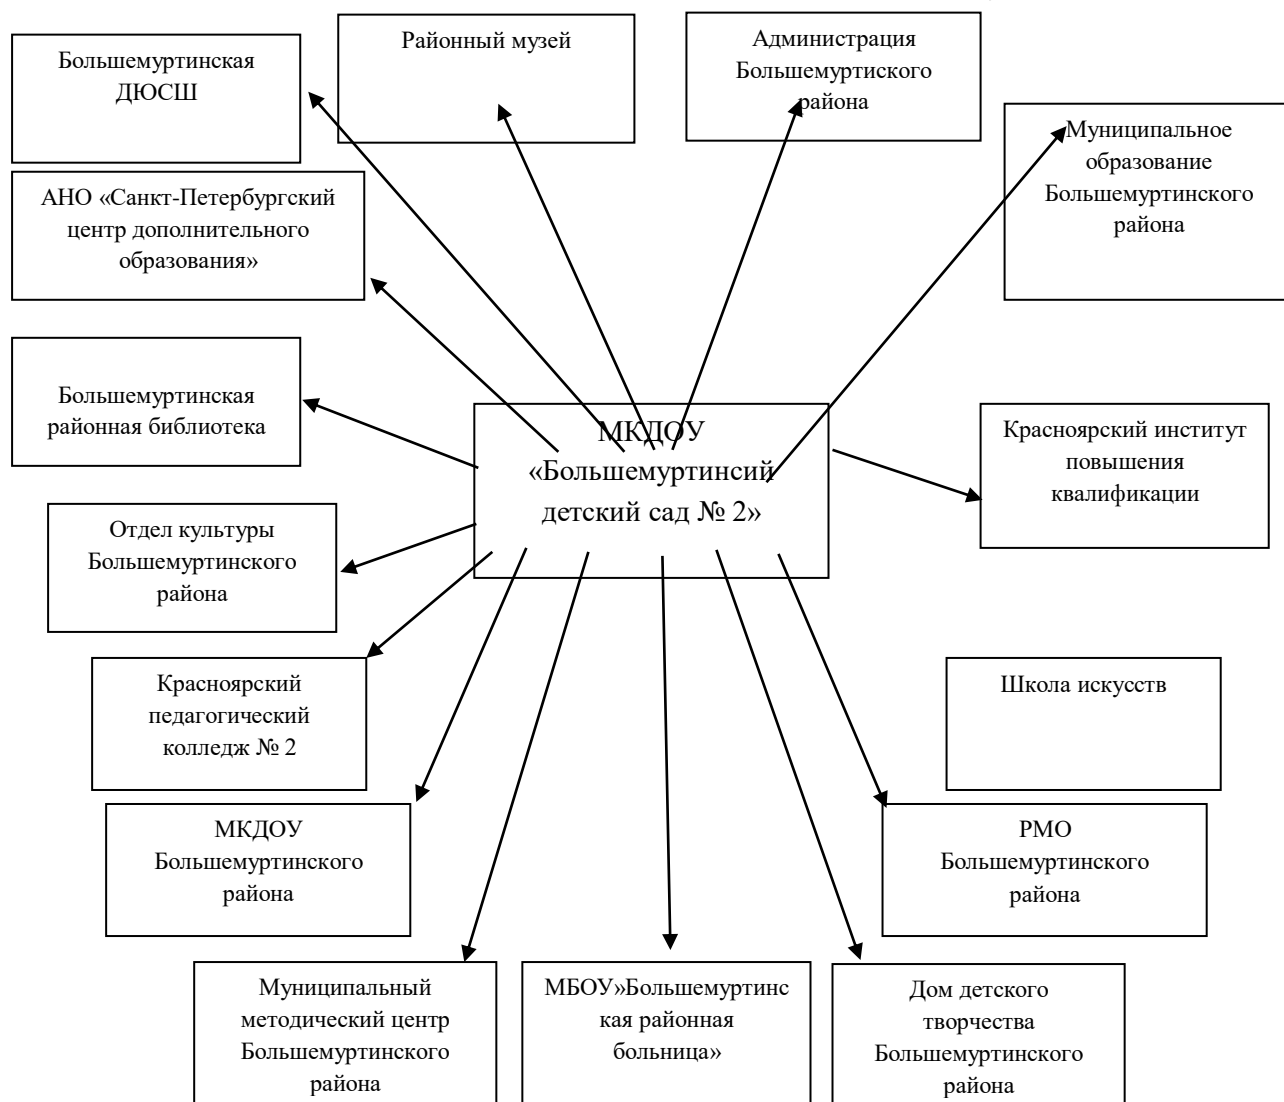 Большемуртинская
ДЮСШ
Районный музей
Администрация
Большемуртиского
района
Муниципальное
образование
Большемуртинского
района
АНО «Санкт-Петербургский
центр дополнительного
образования»
Большемуртинская
районная библиотека
МКДОУ
«Большемуртинсий
детский сад № 2»
Красноярский институт
повышения
квалификации
Отдел культуры
Большемуртинского
района
Красноярский
педагогический
колледж № 2
Школа искусств
МКДОУ
Большемуртинского
района
РМО
Большемуртинского
района
Муниципальный
методический центр
Большемуртинского
района
МБОУ»Большемуртинс
кая районная
больница»
Дом детского
творчества
Большемуртинского
района